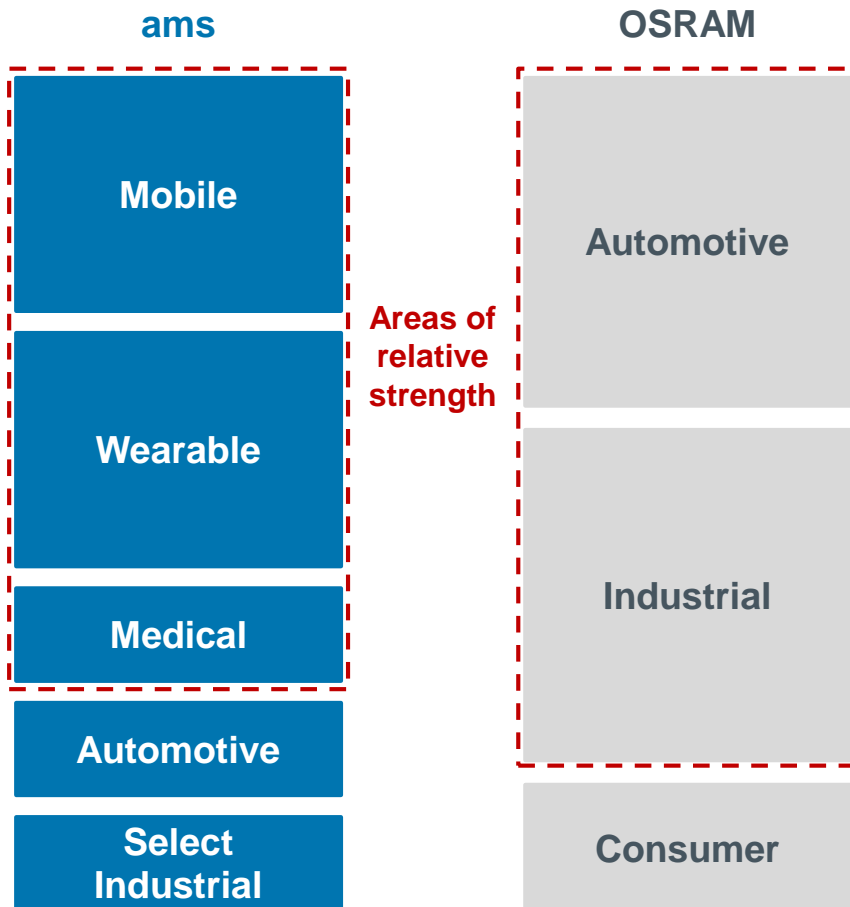 ams
Mobile
Wearable
Medical
Automotive
Select
Industrial
Areas of
relative
strength
OSRAM
Automotive
Industrial
Consumer